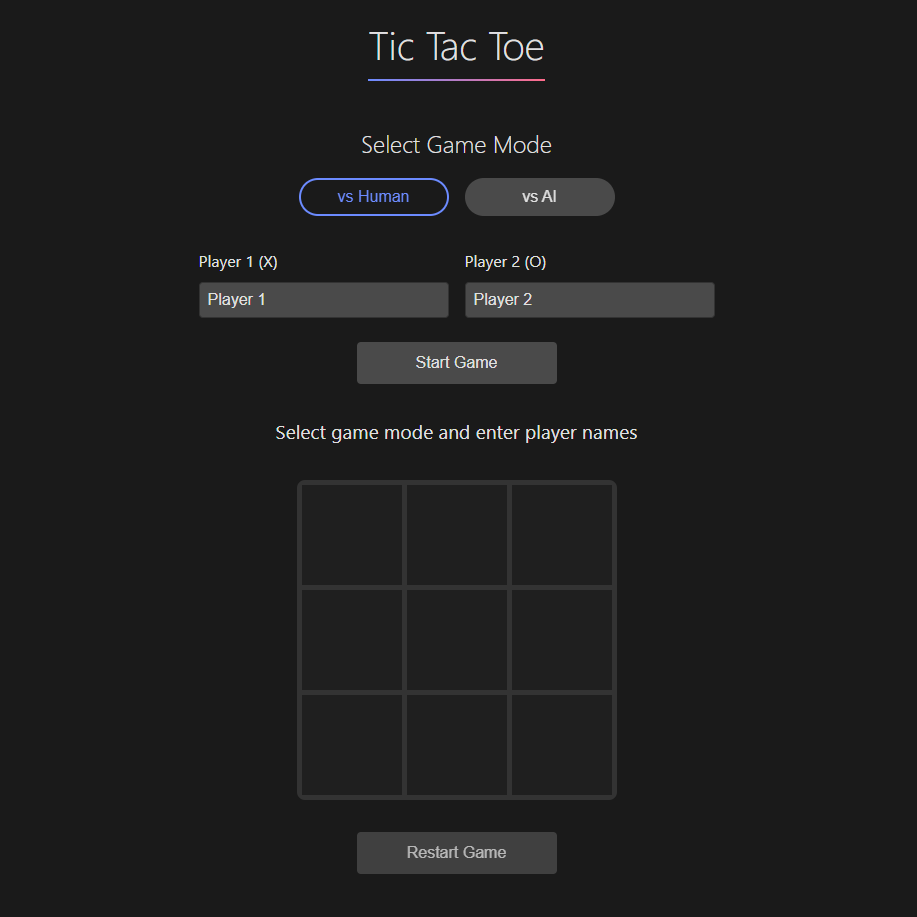 Tic Tac Toe
Select Game Mode
vs Human vs AI
Player 1 (X) Player 2 (O)
Player 1 Player 2
Start Game
Select game mode and enter player names
Restart Game